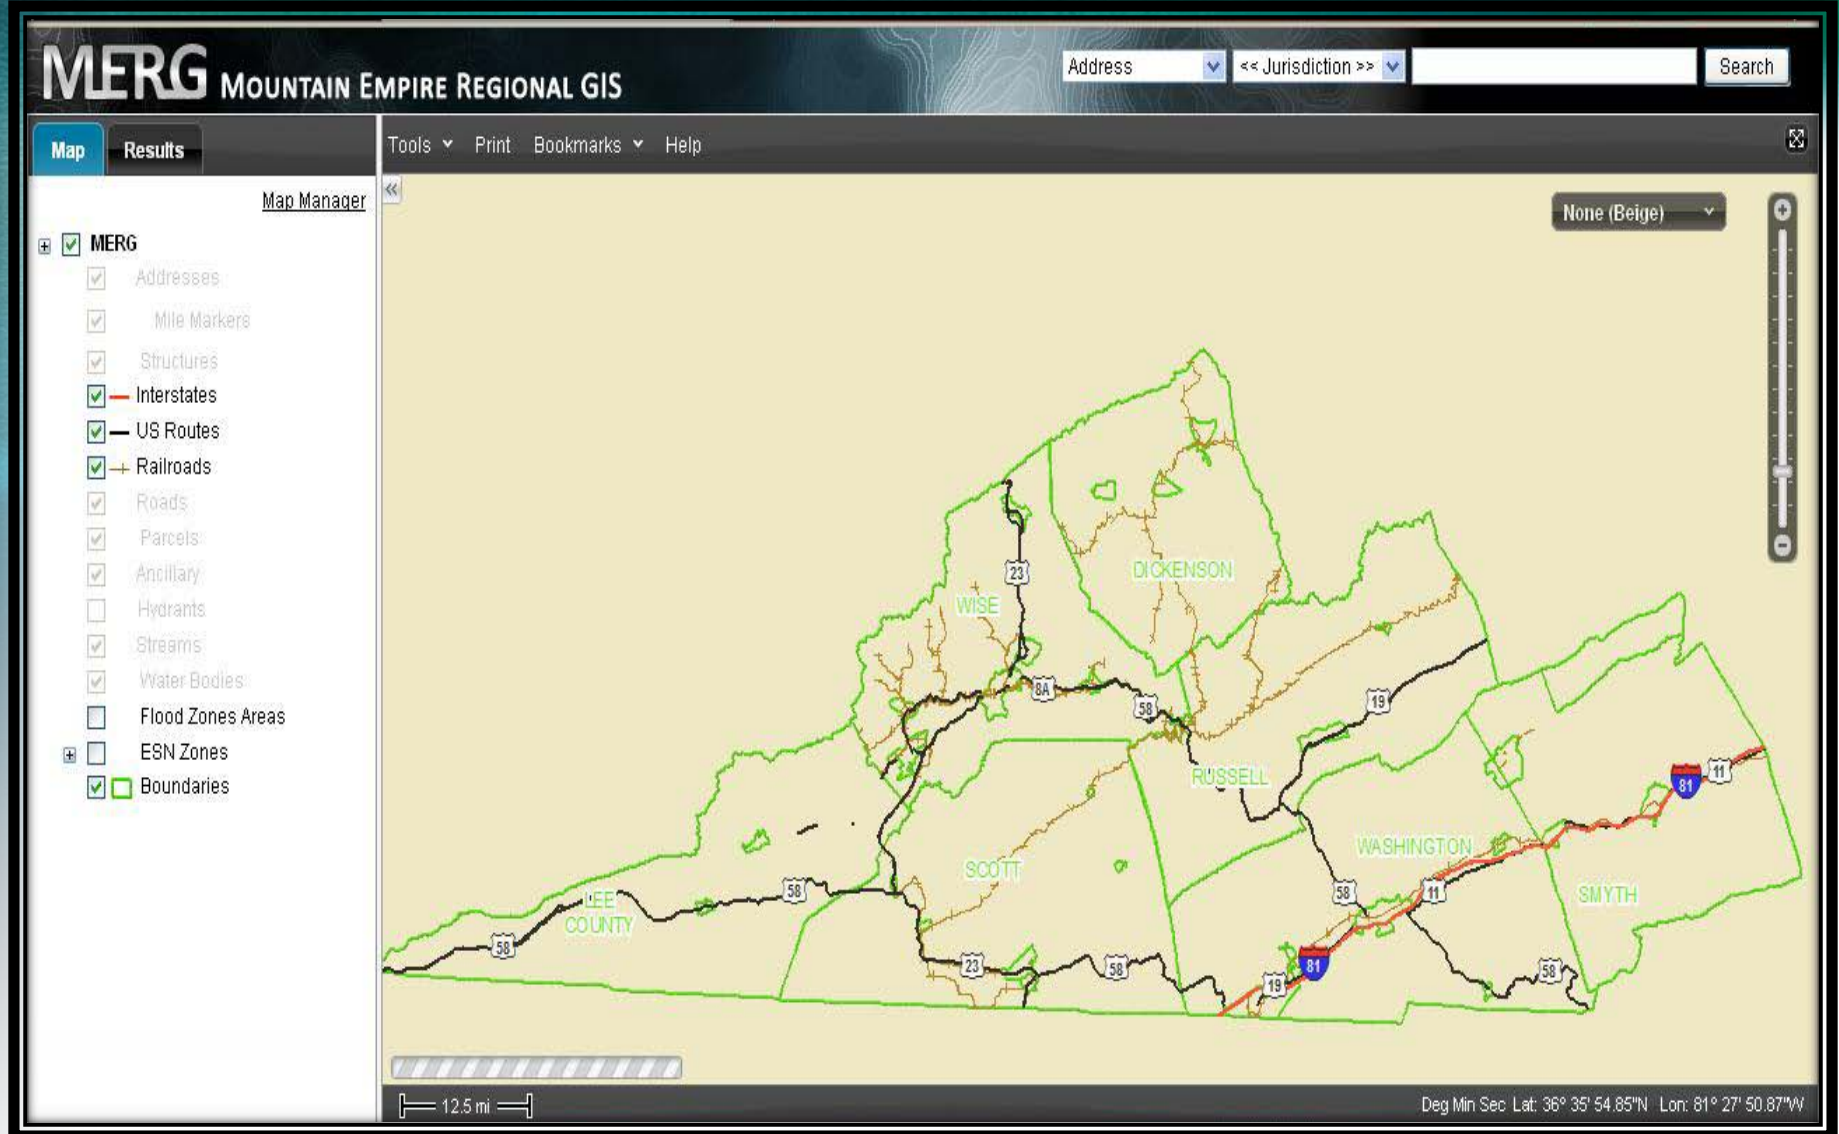 MERG MOUNTAIN EMPIRE REGIONAL GIS
Address << Jurisdiction >> Search
Map Results
Tools Print Bookmarks Help
Map Manager
None (Beige)
MERG
Addresses
Mile Markers
Structures
Interstates
US Routes
Railroads
Roads
Parcels
Ancillary
Hydrants
Streams
Water Bodies
Flood Zones Areas
ESN Zones
Boundaries
DICKENSON
23
WISE
8A
58
19
RUSSELL
81
11
WASHINGTON
SCOTT
58
58
11
SMYTH
LEE
COUNTY
58
23
58
81
19
58
12.5 mi
Deg Min Sec Lat: 36° 35' 54.85"N Lon: 81° 27' 50.87"W